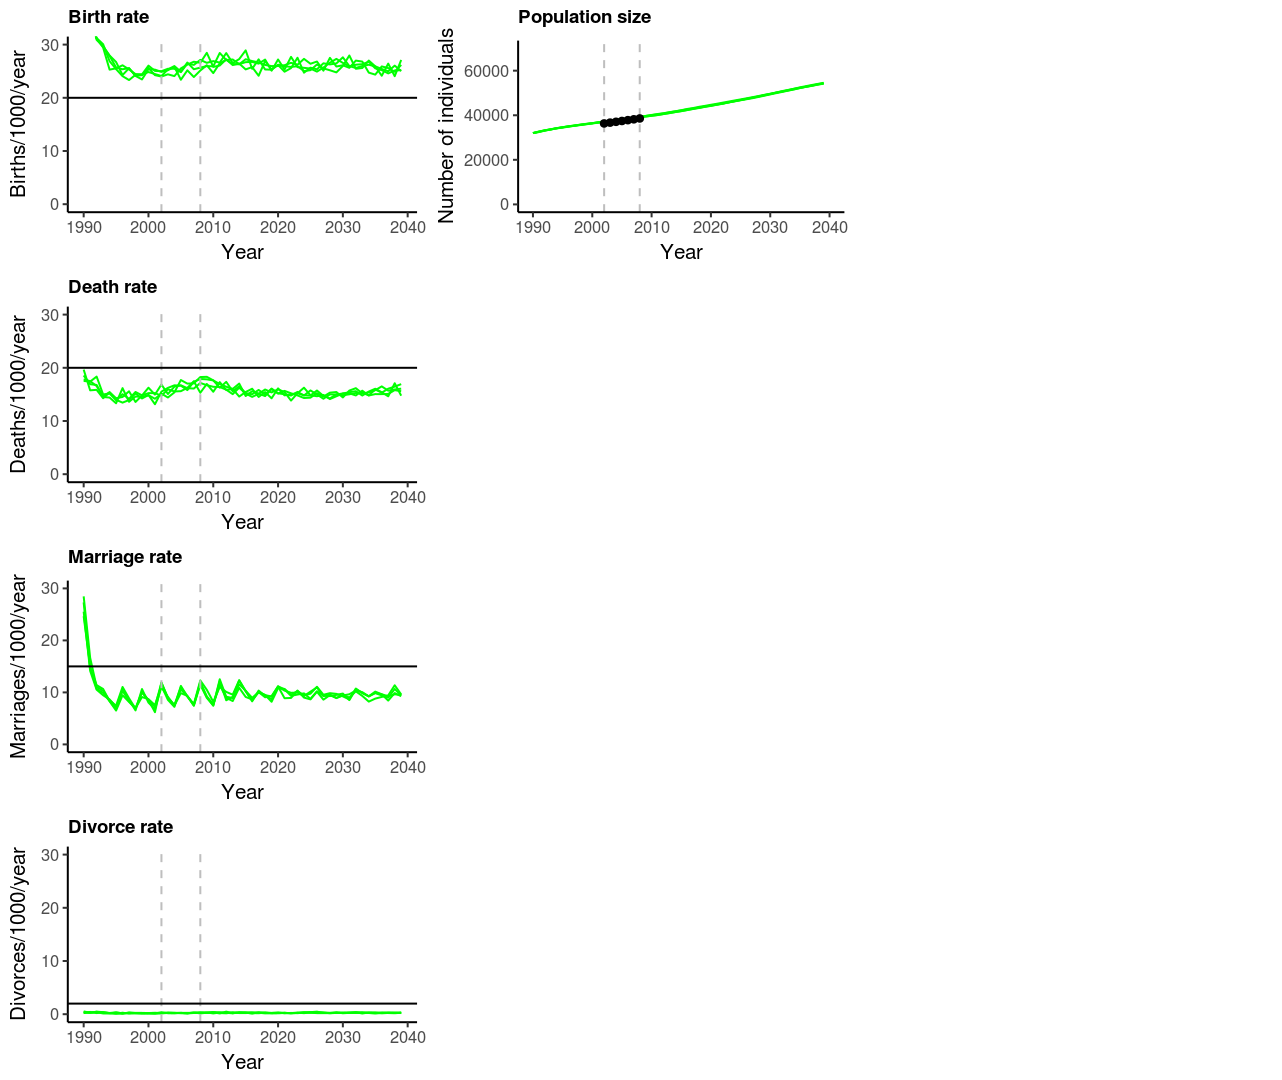 Birth rate
Births/1000/year
30
20
10
0
1990 2000 2010 2020 2030 2040
Year
Population size
Number of individuals
60000
40000
20000
0
1990 2000 2010 2020 2030 2040
Year
Death rate
Deaths/1000/year
30
20
10
0
1990 2000 2010 2020 2030 2040
Year
Marriage rate
Marriages/1000/year
30
20
10
0
1990 2000 2010 2020 2030 2040
Year
Divorce rate
Divorces/1000/year
30
20
10
0
1990 2000 2010 2020 2030 2040
Year